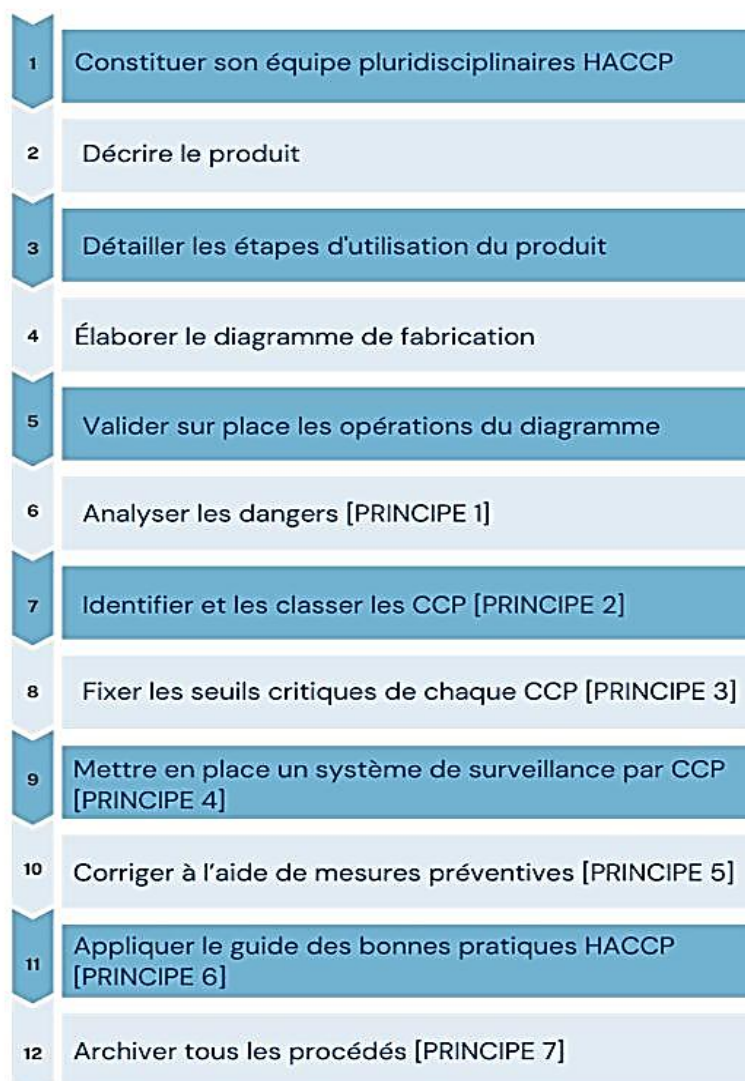 1 Constituer son équipe pluridisciplinaires HACCP
2 Décrire le produit
3 Détailler les étapes d'utilisation du produit
4 Élaborer le diagramme de fabrication
5 Valider sur place les opérations du diagramme
6 Analyser les dangers [PRINCIPE 1]
7 Identifier et les classer les CCP [PRINCIPE 2]
8 Fixer les seuils critiques de chaque CCP [PRINCIPE 3]
9 Mettre en place un système de surveillance par CCP
[PRINCIPE 4]
10 Corriger à l'aide de mesures préventives [PRINCIPE 5]
11 Appliquer le guide des bonnes pratiques HACCP
[PRINCIPE 6]
12 Archiver tous les procédés [PRINCIPE 7]